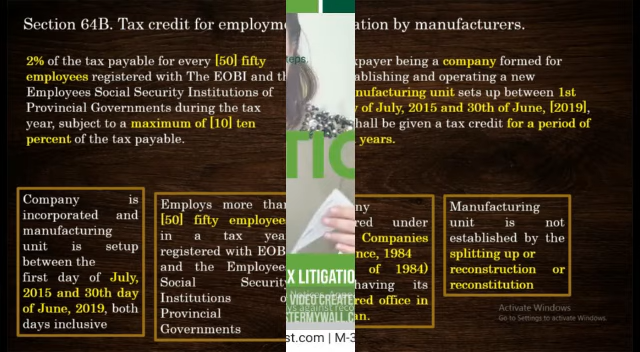 Section 64B. Tax credit for employm
ation by manufacturers.
2% of the tax payable for every [50] fifty
employees registered with The EOBI and th
Employees Social Security Institutions of
Provincial Governments during the tax
year, subject to a maximum of [10] ten
percent of the tax payable.
xpayer being a company formed for
ablishing and operating a new
nufacturing unit sets up between 1st
y of July, 2015 and 30th of June, [2019],
hall be given a tax credit for a period of
years.
Company is
incorporated and
manufacturing
unit is setup
between the
first day of July,
2015 and 30th day
of June, 2019, both
days inclusive
Employs more than
[50] fifty employees
in a tax year
registered with EOBI
and the Employees
Social Security
Institutions o
Provincial
Governments
TIO
X LITIGATIO
VIDEO CREATE
STERMYWALL.C
st.com | M-3
ny
red under
Companies
nce, 1984
of 1984)
having its
red office in
an.
Manufacturing
unit is not
established by the
splitting up or
reconstruction or
reconstitution
Activate Windows
Go to Settings to activate Windows.